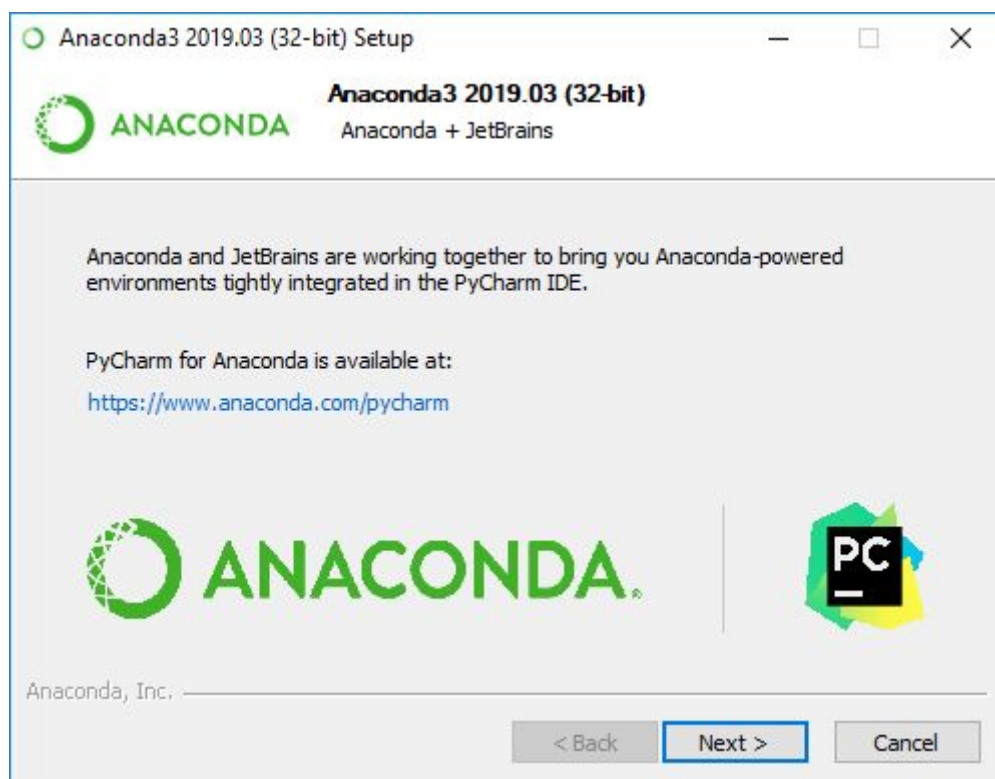 Anaconda3 2019.03 (32-bit) Setup
ANACONDA
Anaconda3 2019.03 (32-bit)
Anaconda + JetBrains
Anaconda and JetBrains are working together to bring you Anaconda-powered
environments tightly integrated in the PyCharm IDE.
PyCharm for Anaconda is available at:
https://www.anaconda.com/pycharm
ANACONDA®
PC
Anaconda, Inc.
< Back Next > Cancel